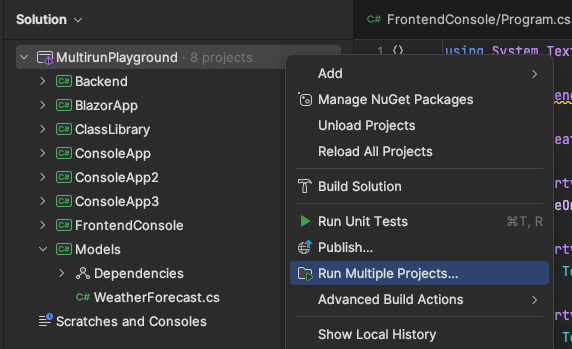 Solution
FrontendConsole/Program.cs
MultirunPlayground · 8 projects
Backend
BlazorApp
ClassLibrary
ConsoleApp
ConsoleApp2
ConsoleApp3
FrontendConsole
Models
Dependencies
WeatherForecast.cs
Scratches and Consoles
Add
Manage NuGet Packages
Unload Projects
Reload All Projects
Build Solution
Run Unit Tests ⌘T, R
Publish...
Run Multiple Projects...
Advanced Build Actions
Show Local History
1 using System Text